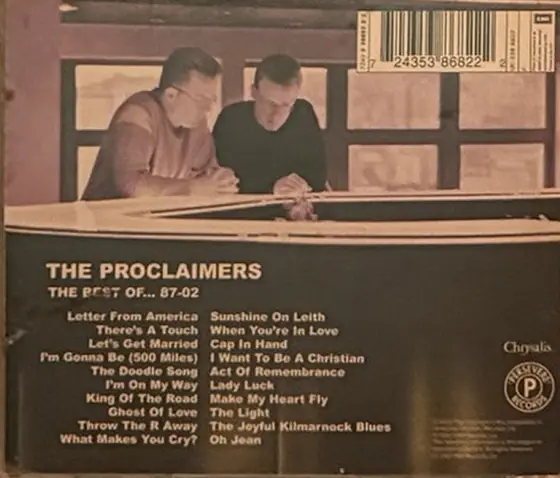 7 24353 86822 2
EMI
THE PROCLAIMERS
THE BEST OF... 87-02
Letter From America Sunshine On Leith
There's A Touch When You're In Love
Let's Get Married Cap In Hand
I'm Gonna Be (500 Miles) I Want To Be A Christian
The Doodle Song Act Of Remembrance
I'm On My Way Lady Luck
King Of The Road Make My Heart Fly
Ghost Of Love The Light
Throw The R Away The Joyful Kilmarnock Blues
What Makes You Cry? Oh Jean
Chrysalis
PERSEVERE
P
RECORDS